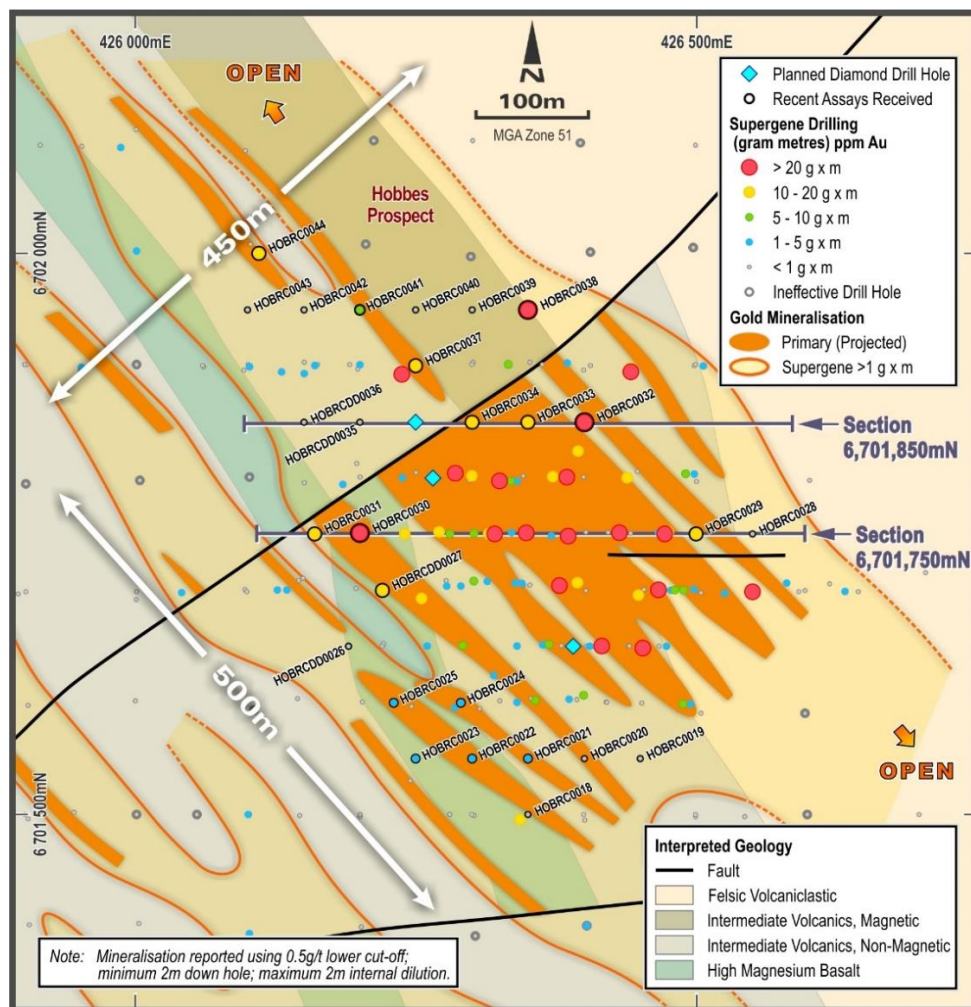 426 000mE
426 500mE
OPEN
N
100m
MGA Zone 51
Planned Diamond Drill Hole
Recent Assays Received
Supergene Drilling
(gram metres) ppm Au
> 20 g x m
10 - 20 g x m
5 - 10 g x m
1 - 5 g x m
< 1 g x m
Ineffective Drill Hole
Gold Mineralisation
Primary (Projected)
Supergene >1 g x m
Hobbes
Prospect
450m
6 702 000mN
HOBRC0044
HOBRC0043
HOBRC0042
HOBRC0041
HOBRC0040
HOBRC0039
HOBRC0038
HOBRC0037
HOBRCDD0036
HOBRCDD0035
HOBRC0034
HOBRC0033
HOBRC0032
Section
6,701,850mN
HOBRC0031
HOBRC0030
HOBRC0029
HOBRC0028
Section
6,701,750mN
HOBRCDD0027
HOBRCDD0026
500m
HOBRC0025
HOBRC0024
HOBRC0023
HOBRC0022
HOBRC0021
HOBRC0020
HOBRC0019
OPEN
HOBRC0018
6 701 500mN
Interpreted Geology
Fault
Felsic Volcaniclastic
Intermediate Volcanics, Magnetic
Intermediate Volcanics, Non-Magnetic
High Magnesium Basalt
Note: Mineralisation reported using 0.5g/t lower cut-off;
minimum 2m down hole; maximum 2m internal dilution.